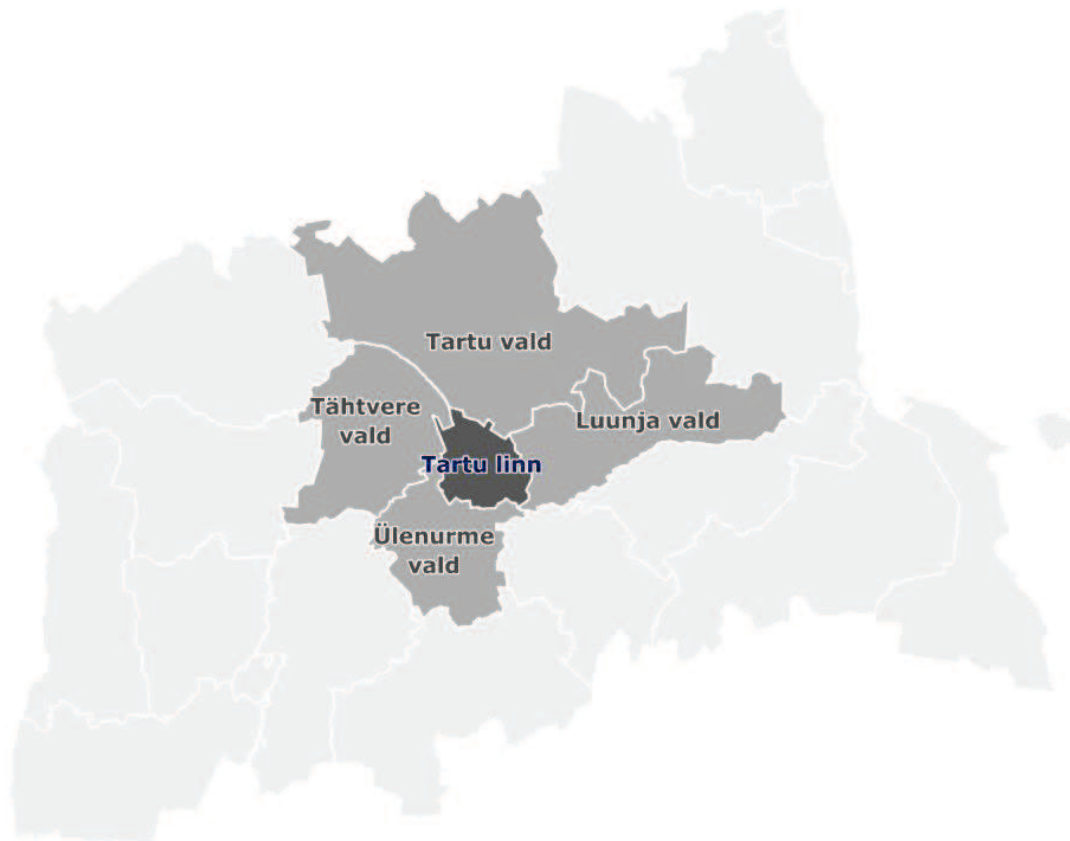 Tartu vald
Tähtvere
vald
Luunja vald
Tartu linn
Ülenurme
vald